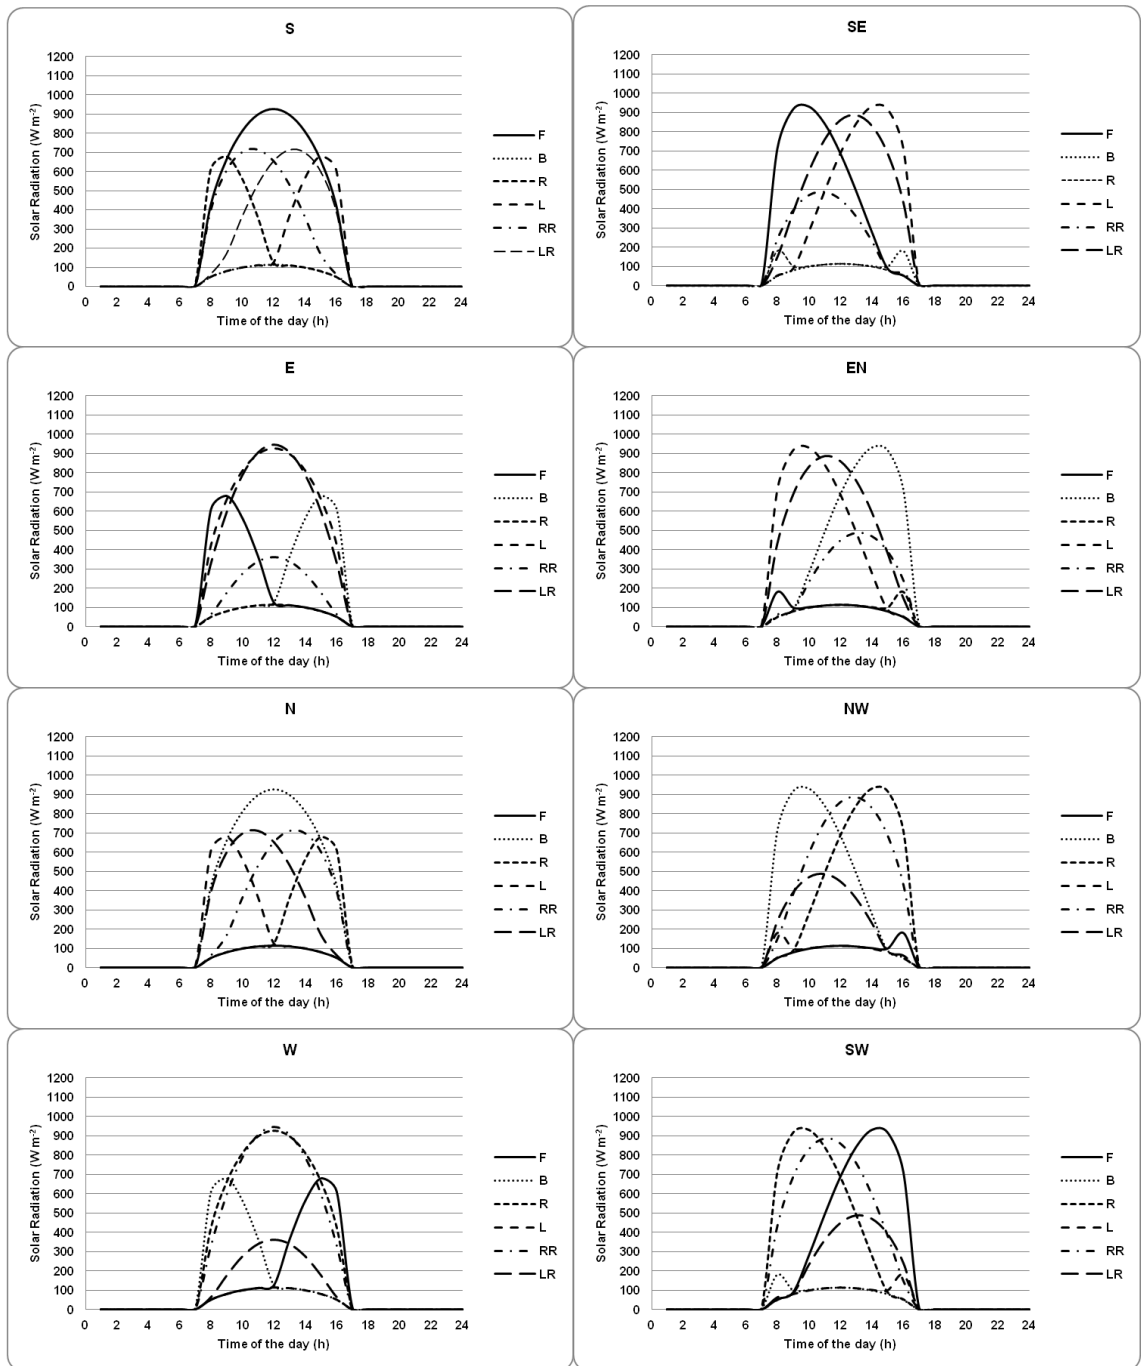 S
1200
1100
1000
900
800
700
600
500
400
300
200
100
0
Solar Radiation (W m-2)
0 2 4 6 8 10 12 14 16 18 20 22 24
Time of the day (h)
F
B
R
L
RR
LR
SE
1200
1100
1000
900
800
700
600
500
400
300
200
100
0
Solar Radiation (W m-2)
0 2 4 6 8 10 12 14 16 18 20 22 24
Time of the day (h)
F
B
R
L
RR
LR
E
1200
1100
1000
900
800
700
600
500
400
300
200
100
0
Solar Radiation (W m-2)
0 2 4 6 8 10 12 14 16 18 20 22 24
Time of the day (h)
F
B
R
L
RR
LR
EN
1200
1100
1000
900
800
700
600
500
400
300
200
100
0
Solar Radiation (W m-2)
0 2 4 6 8 10 12 14 16 18 20 22 24
Time of the day (h)
F
B
R
L
RR
LR
N
1200
1100
1000
900
800
700
600
500
400
300
200
100
0
Solar Radiation (W m-2)
0 2 4 6 8 10 12 14 16 18 20 22 24
Time of the day (h)
F
B
R
L
RR
LR
NW
1200
1100
1000
900
800
700
600
500
400
300
200
100
0
Solar Radiation (W m-2)
0 2 4 6 8 10 12 14 16 18 20 22 24
Time of the day (h)
F
B
R
L
RR
LR
W
1200
1100
1000
900
800
700
600
500
400
300
200
100
0
Solar Radiation (W m-2)
0 2 4 6 8 10 12 14 16 18 20 22 24
Time of the day (h)
F
B
R
L
RR
LR
SW
1200
1100
1000
900
800
700
600
500
400
300
200
100
0
Solar Radiation (W m-2)
0 2 4 6 8 10 12 14 16 18 20 22 24
Time of the day (h)
F
B
R
L
RR
LR